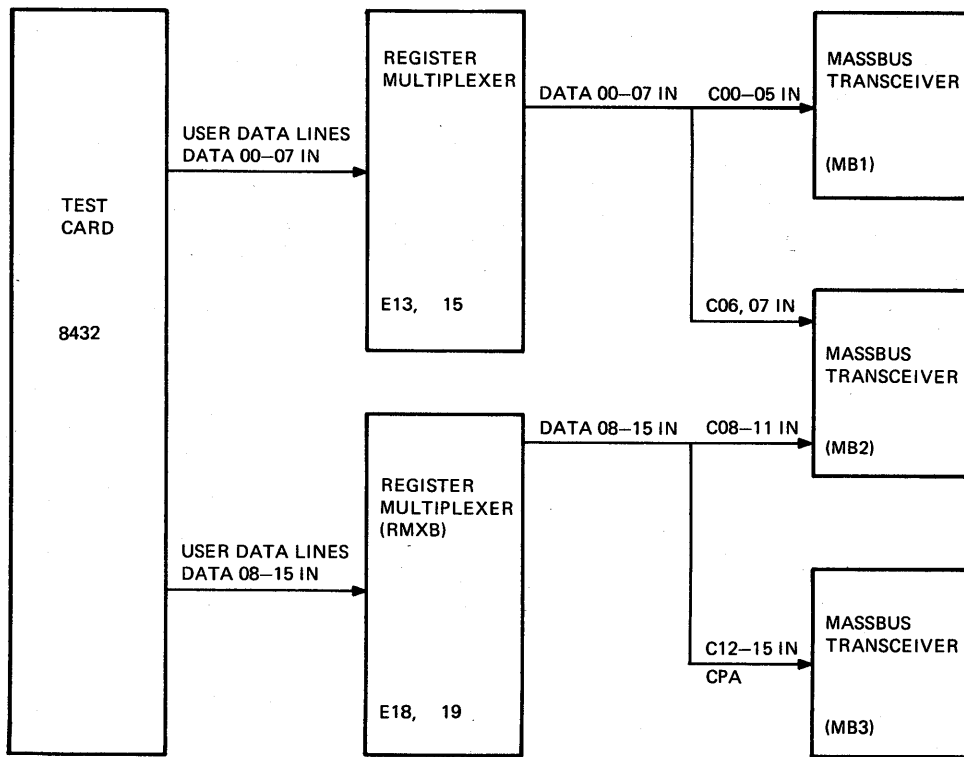 TEST
CARD
8432
USER DATA LINES
DATA 00–07 IN
USER DATA LINES
DATA 08–15 IN
REGISTER
MULTIPLEXER
E13, 15
REGISTER
MULTIPLEXER
(RMXB)
E18, 19
DATA 00–07 IN
C00–05 IN
C06, 07 IN
DATA 08–15 IN
C08–11 IN
C12–15 IN
CPA
MASSBUS
TRANSCEIVER
(MB1)
MASSBUS
TRANSCEIVER
(MB2)
MASSBUS
TRANSCEIVER
(MB3)